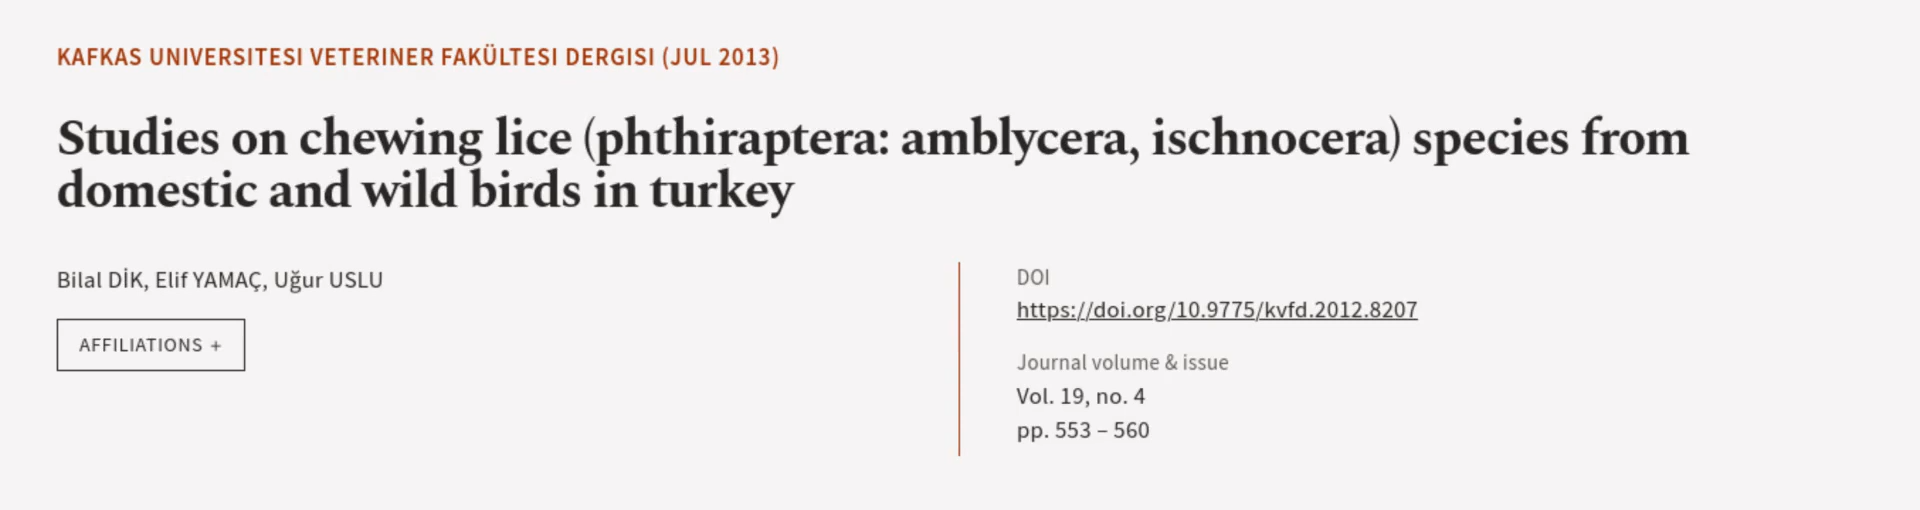 KAFKAS UNIVERSITESI VETERINER FAKÜLTESI DERGISI (JUL 2013)
Studies on chewing lice (phthiraptera: amblycera, ischnocera) species from
domestic and wild birds in turkey
Bilal DİK, Elif YAMAÇ, Uğur USLU
AFFILIATIONS +
DOI
https://doi.org/10.9775/kvfd.2012.8207
Journal volume & issue
Vol. 19, no. 4
pp. 553 – 560